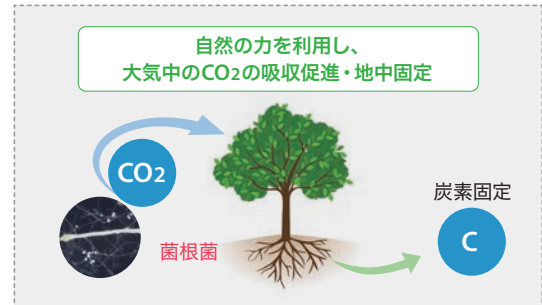 自然の力を利用し、
大気中のCO2の吸収促進・地中固定
CO2
菌根菌
炭素固定
C